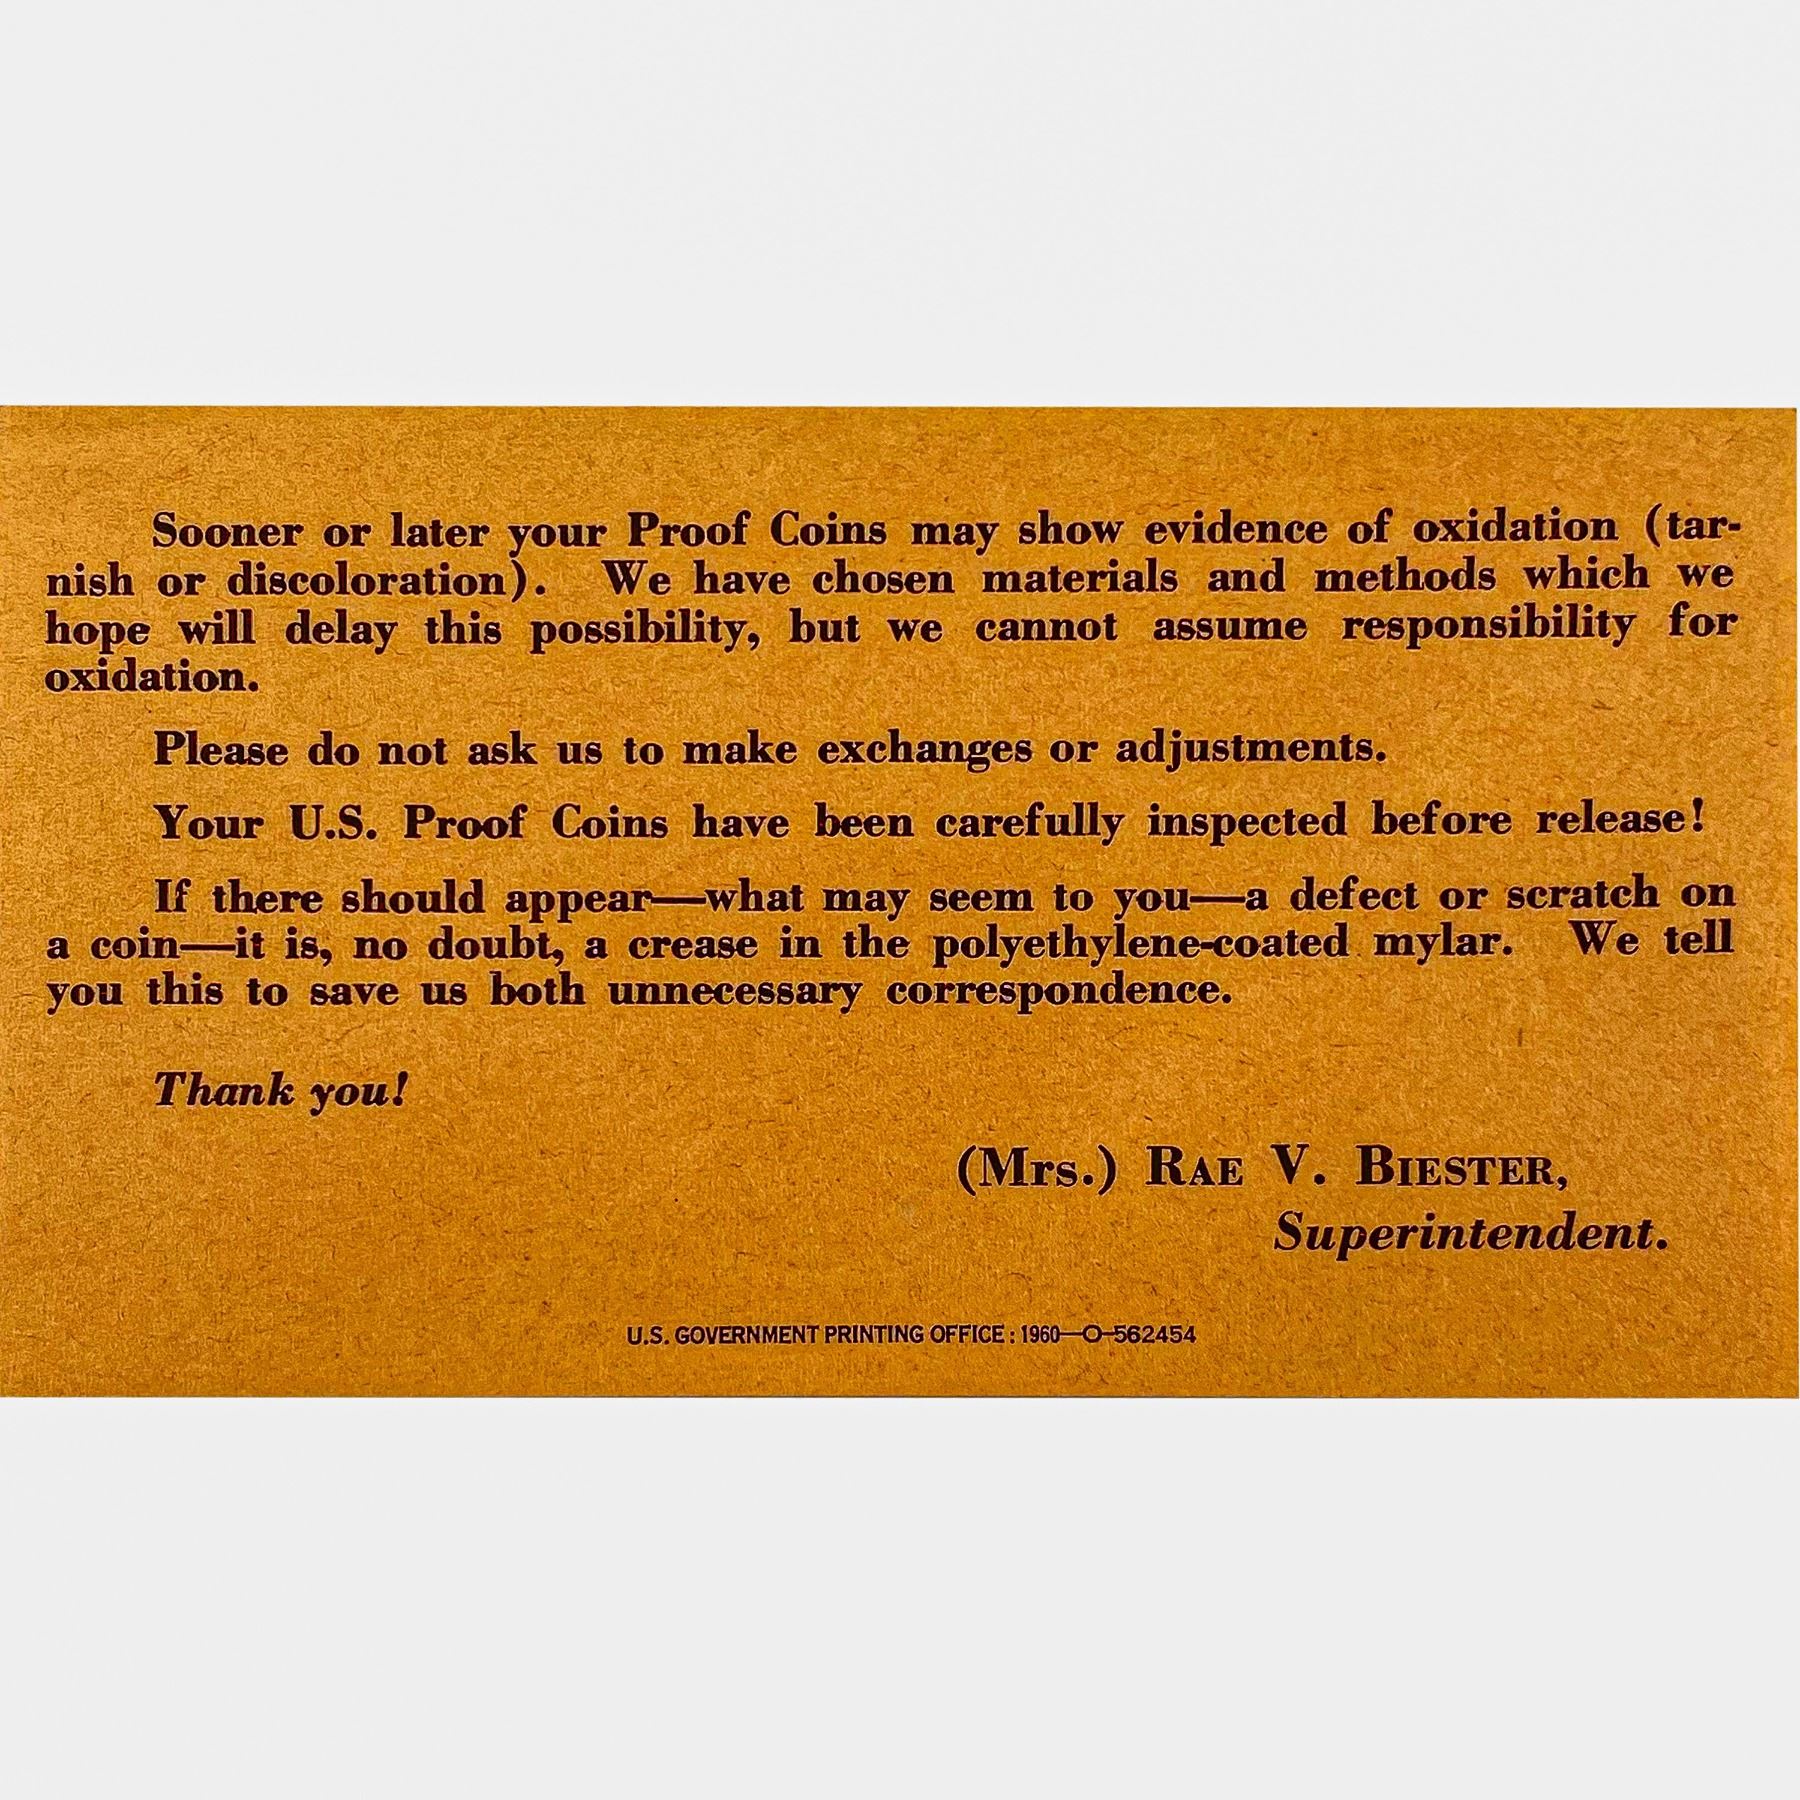 Sooner or later your Proof Coins may show evidence of oxidation (tar-
nish or discoloration). We have chosen materials and methods which we
hope will delay this possibility, but we cannot assume responsibility for
oxidation.
Please do not ask us to make exchanges or adjustments.
Your U.S. Proof Coins have been carefully inspected before release!
If there should appear—what may seem to you—a defect or scratch on
a coin—it is, no doubt, a crease in the polyethylene-coated mylar. We tell
you this to save us both unnecessary correspondence.
Thank you!
(Mrs.) RAE V. BIESTER,
Superintendent.
U.S. GOVERNMENT PRINTING OFFICE : 1960—O-562454